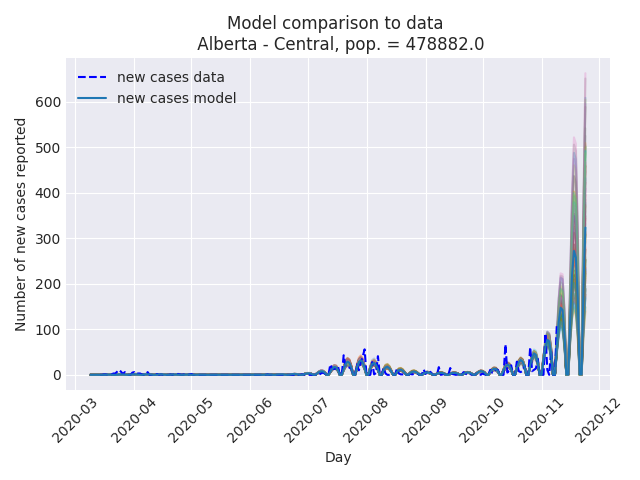 Model comparison to data
Alberta - Central, pop. = 478882.0
new cases data
new cases model
Number of new cases reported
600
500
400
300
200
100
0
2020-03
2020-04
2020-05
2020-06
2020-07
2020-08
2020-09
2020-10
2020-11
2020-12
Day